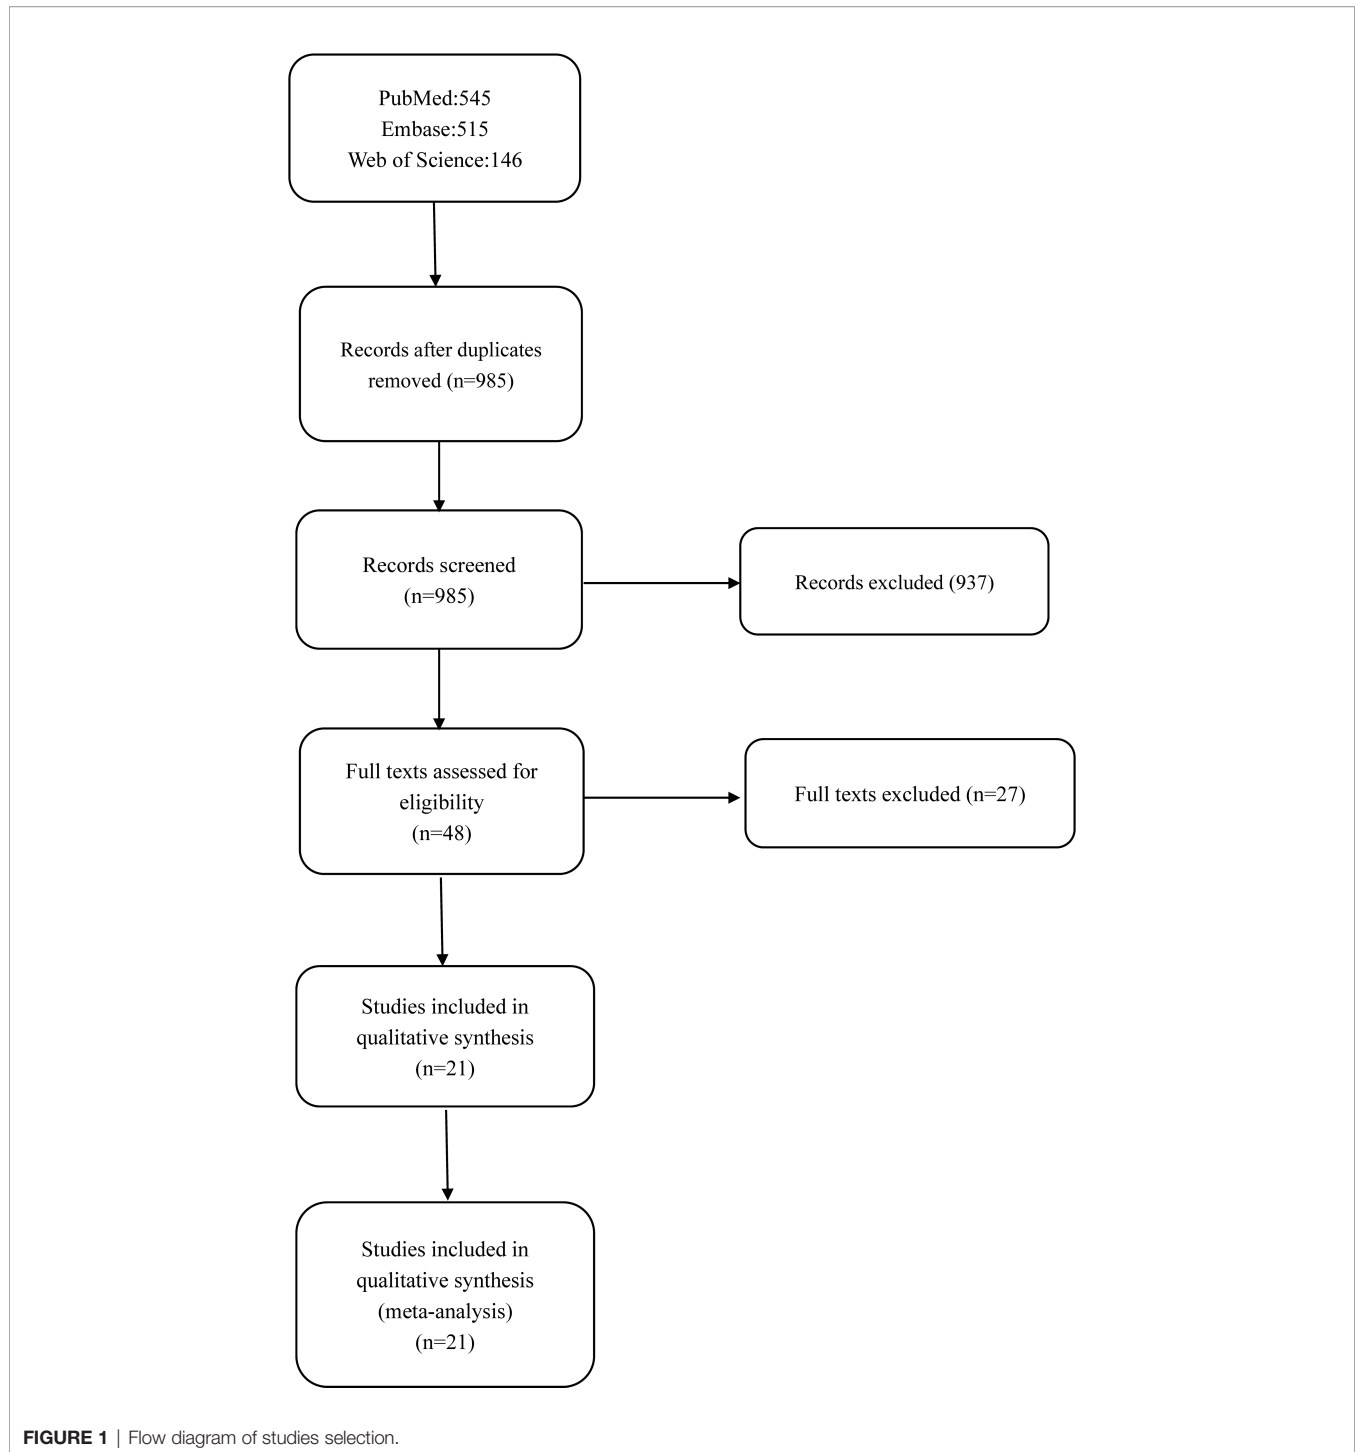 PubMed:545
Embase:515
Web of Science:146
Records after duplicates
removed (n=985)
Records screened
(n=985)
Records excluded (937)
Full texts assessed for
eligibility
(n=48)
Full texts excluded (n=27)
Studies included in
qualitative synthesis
(n=21)
Studies included in
qualitative synthesis
(meta-analysis)
(n=21)
FIGURE 1 | Flow diagram of studies selection.